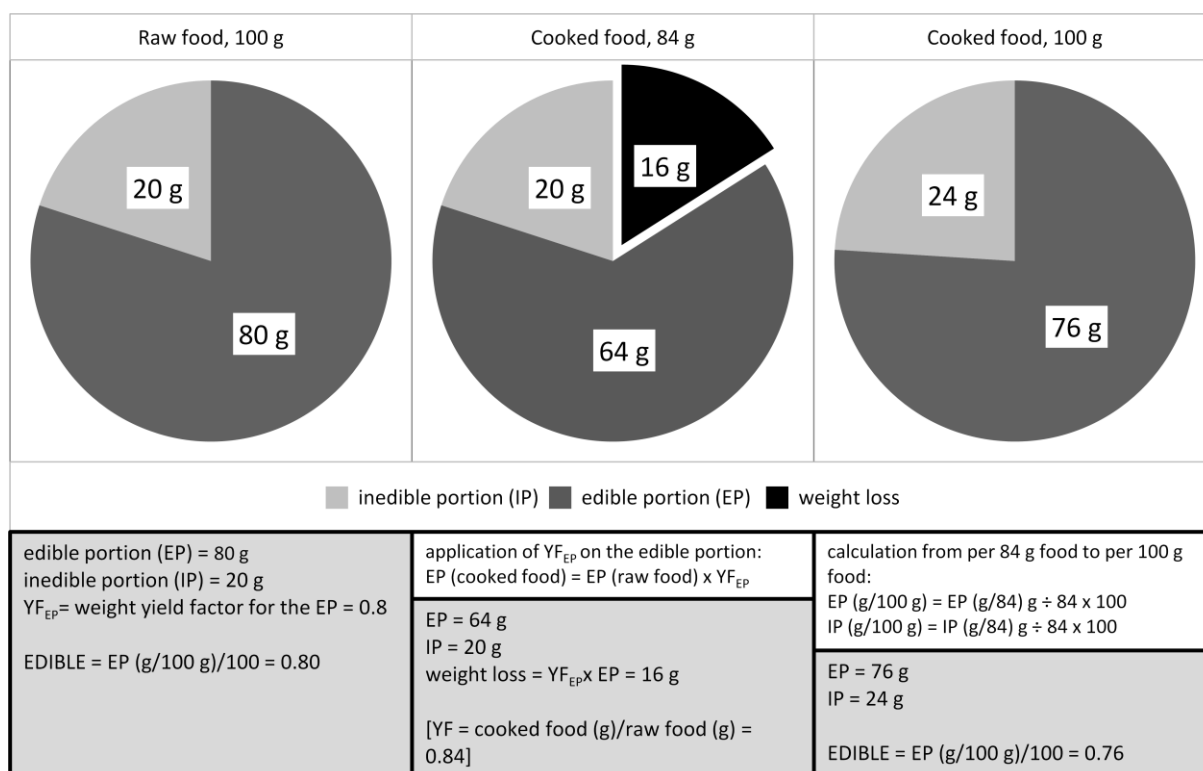 Raw food, 100 g
Cooked food, 84 g
Cooked food, 100 g
20 g
80 g
20 g
16 g
64 g
24 g
76 g
inedible portion (IP)
edible portion (EP)
weight loss
edible portion (EP) = 80 g
inedible portion (IP) = 20 g
YF_EP= weight yield factor for the EP = 0.8
EDIBLE = EP (g/100 g)/100 = 0.80
application of YF_EP on the edible portion:
EP (cooked food) = EP (raw food) x YF_EP
EP = 64 g
IP = 20 g
weight loss = YF_EP x EP = 16 g
[YF = cooked food (g)/raw food (g) =
0.84]
calculation from per 84 g food to per 100 g
food:
EP (g/100 g) = EP (g/84) g ÷ 84 x 100
IP (g/100 g) = IP (g/84) g ÷ 84 x 100
EP = 76 g
IP = 24 g
EDIBLE = EP (g/100 g)/100 = 0.76